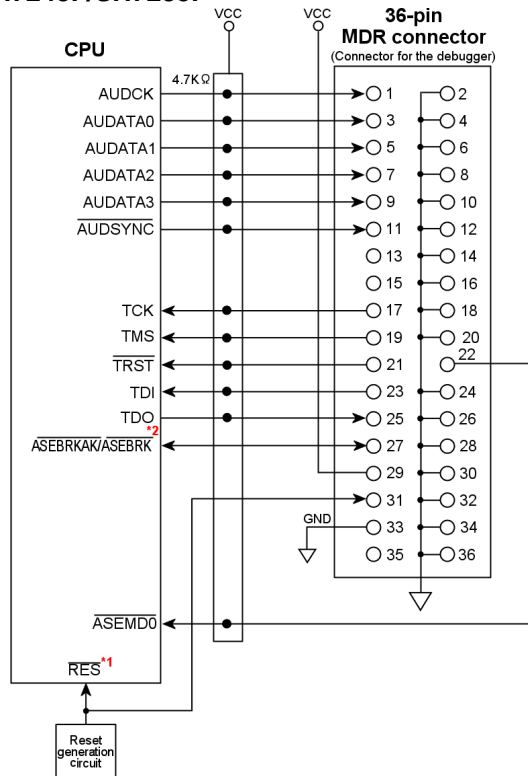 VCC
VCC
36-pin
MDR connector
(Connector for the debugger)
CPU
4.7KΩ
AUDCK
1
2
AUDATA0
3
4
AUDATA1
5
6
AUDATA2
7
8
AUDATA3
9
10
AUDSYNC
11
12
13
14
15
16
TCK
17
18
TMS
19
20
TRST
21
22
TDI
23
24
TDO
25
26
ASEBRKAK/ASEBRK *2
27
28
29
30
31
32
GND
33
34
35
36
ASEMD0
RES *1
Reset
generation
circuit